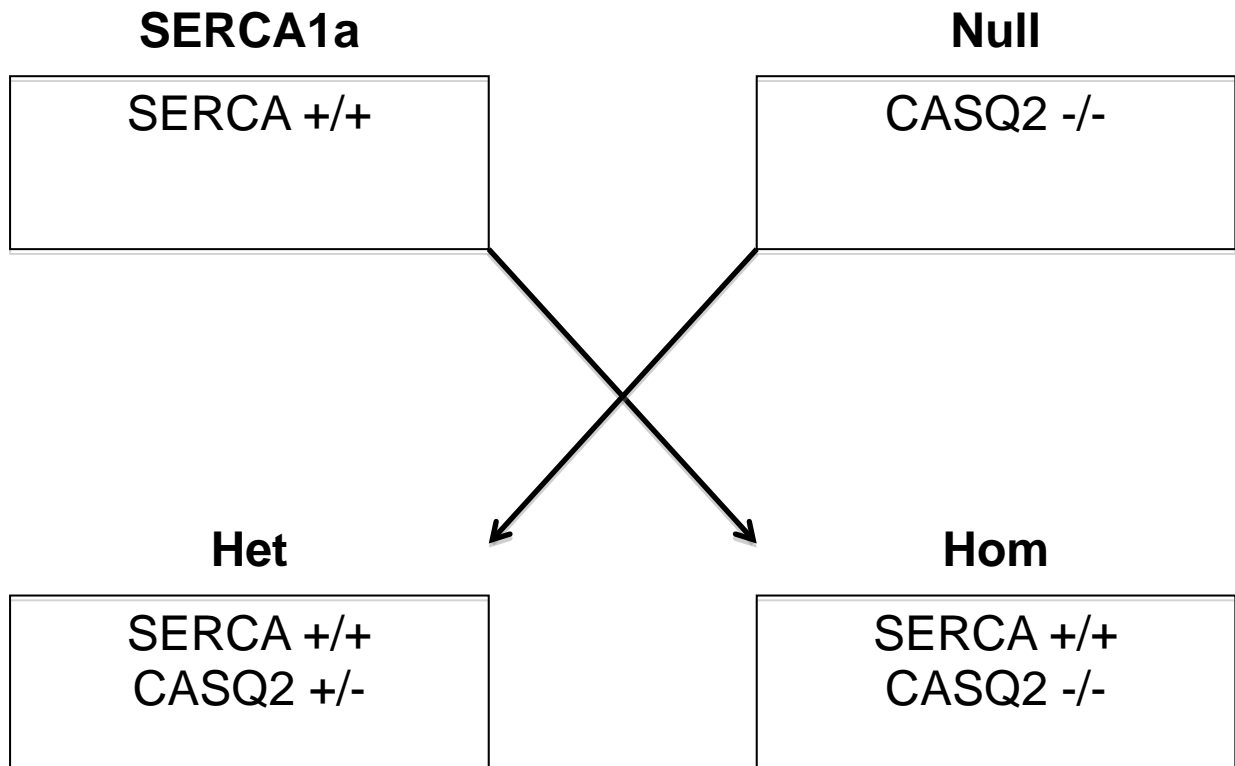 SERCA1a
Null
SERCA +/+
CASQ2 -/-
Het
Hom
SERCA +/+
CASQ2 +/-
SERCA +/+
CASQ2 -/-